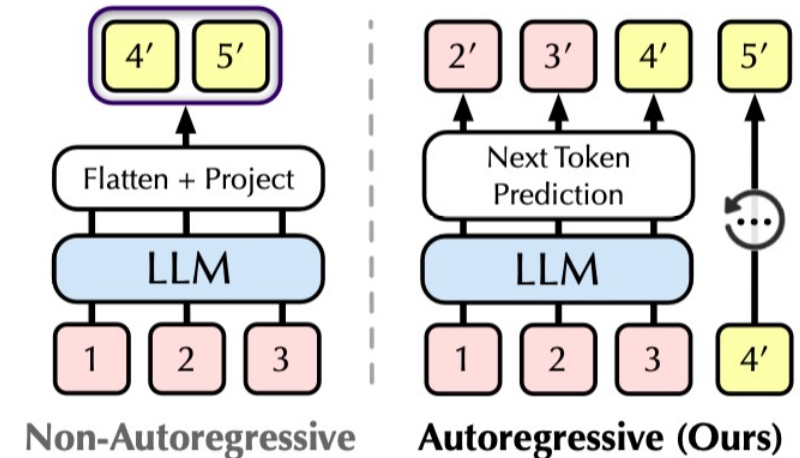 4′ 5′
Flatten + Project
LLM
1 2 3
Non-Autoregressive
2′ 3′ 4′ 5′
Next Token
Prediction
LLM
1 2 3 4′
Autoregressive (Ours)